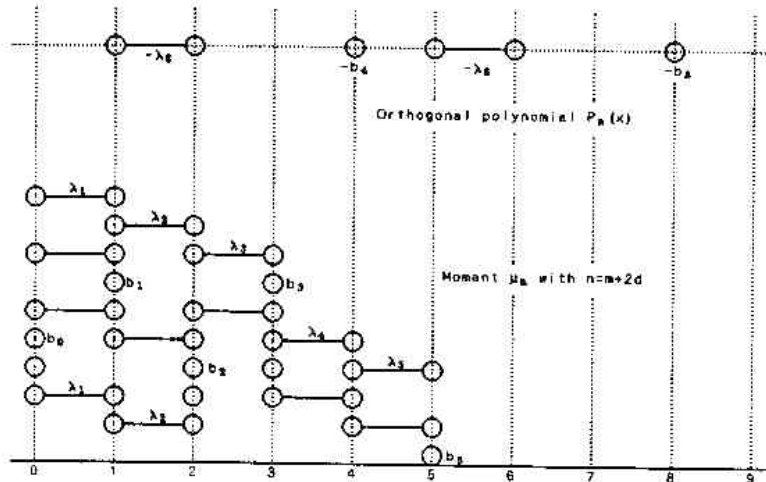 -λ₆ -b₄ -λ₆ -b₈
Orthogonal polynomial Pₙ(x)
λ₁
λ₂
λ₃
b₁ b₃
Moment μₙ with n=m+2d
b₀ λ₄
b₂ λ₅
λ₁
λ₂
b₅
0 1 2 3 4 5 6 7 8 9